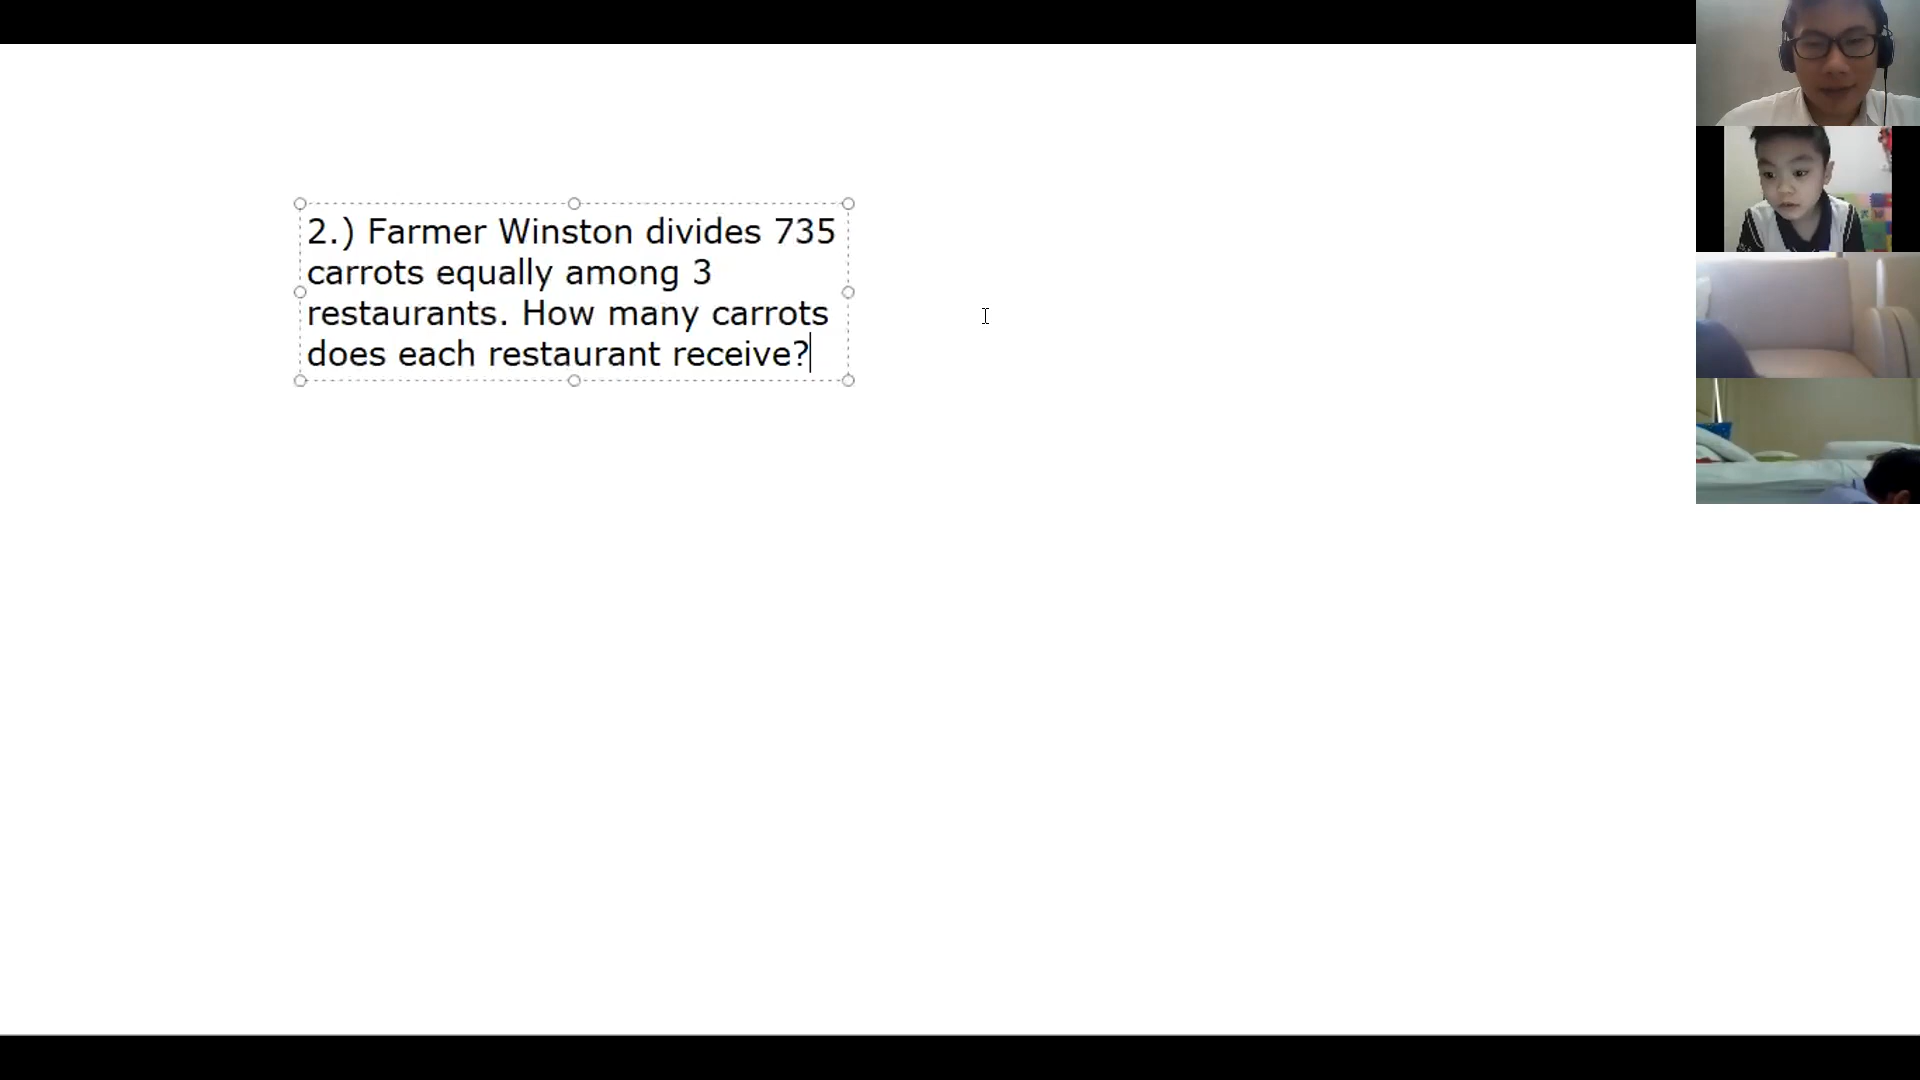 2.) Farmer Winston divides 735
carrots equally among 3
restaurants. How many carrots
does each restaurant receive?